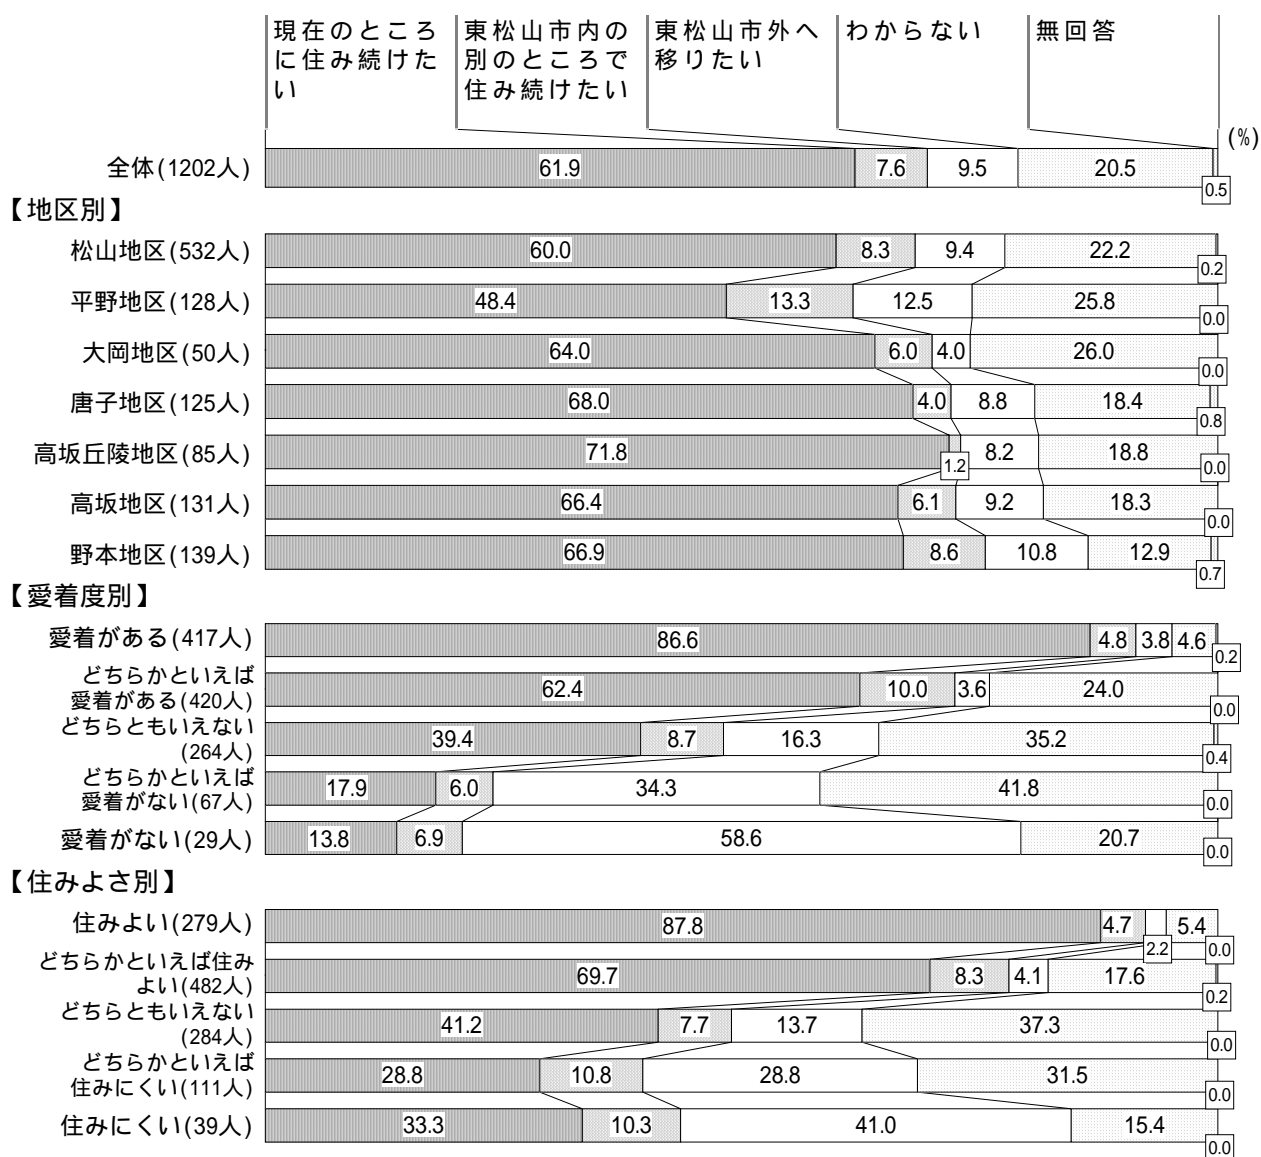 現在のところ
に住み続けた
い
東松山市内の
別のところで
住み続けたい
東松山市外へ
移りたい
わからない
無回答
(%)
全体(1202人) 61.9 7.6 9.5 20.5 0.5
【地区別】
松山地区(532人) 60.0 8.3 9.4 22.2 0.2
平野地区(128人) 48.4 13.3 12.5 25.8 0.0
大岡地区(50人) 64.0 6.0 4.0 26.0 0.0
唐子地区(125人) 68.0 4.0 8.8 18.4 0.8
高坂丘陵地区(85人) 71.8 1.2 8.2 18.8 0.0
高坂地区(131人) 66.4 6.1 9.2 18.3 0.0
野本地区(139人) 66.9 8.6 10.8 12.9 0.7
【愛着度別】
愛着がある(417人) 86.6 4.8 3.8 4.6 0.2
どちらかといえば
愛着がある(420人) 62.4 10.0 3.6 24.0 0.0
どちらともいえない
(264人) 39.4 8.7 16.3 35.2 0.4
どちらかといえば
愛着がない(67人) 17.9 6.0 34.3 41.8 0.0
愛着がない(29人) 13.8 6.9 58.6 20.7 0.0
【住みよさ別】
住みよい(279人) 87.8 4.7 2.2 5.4 0.0
どちらかといえば住み
よい(482人) 69.7 8.3 4.1 17.6 0.2
どちらともいえない
(284人) 41.2 7.7 13.7 37.3 0.0
どちらかといえば
住みにくい(111人) 28.8 10.8 28.8 31.5 0.0
住みにくい(39人) 33.3 10.3 41.0 15.4 0.0